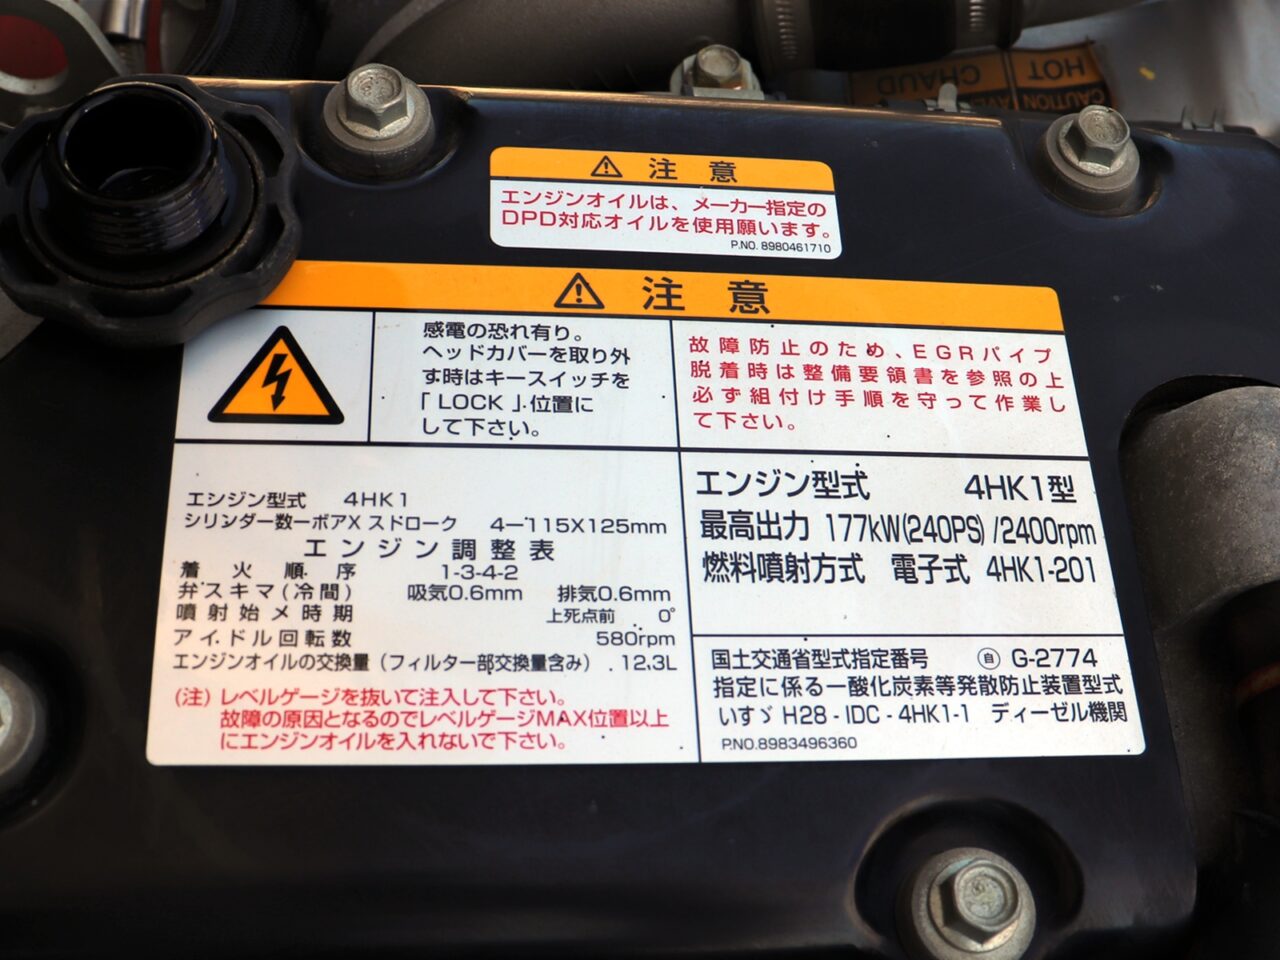 HOT
CHAUD
CAUTION
⚠ 注意
エンジンオイルは、メーカー指定の
DPD対応オイルを使用願います。
P.NO. 8980461710
⚠ 注意
感電の恐れ有り。
ヘッドカバーを取り外
す時はキースイッチを
「LOCK」位置に
して下さい。
故障防止のため、EGRパイプ
脱着時は整備要領書を参照の上
必ず組付け手順を守って作業し
て下さい。
エンジン型式 4HK1
シリンダー数ーボアX ストローク 4ー115X125mm
エンジン調整表
着火順序 1-3-4-2
弁スキマ(冷間) 吸気0.6mm 排気0.6mm
噴射始メ時期 上死点前 0°
アイドル回転数 580rpm
エンジンオイルの交換量(フィルター部交換量含み) 12.3L
(注)レベルゲージを抜いて注入して下さい。
故障の原因となるのでレベルゲージMAX位置以上
にエンジンオイルを入れないで下さい。
エンジン型式 4HK1型
最高出力 177kW(240PS)/2400rpm
燃料噴射方式 電子式 4HK1-201
国土交通省型式指定番号 ㊂ G-2774
指定に係る一酸化炭素等発散防止装置型式
いすゞ H28-IDC-4HK1-1 ディーゼル機関
P.NO.8983496360